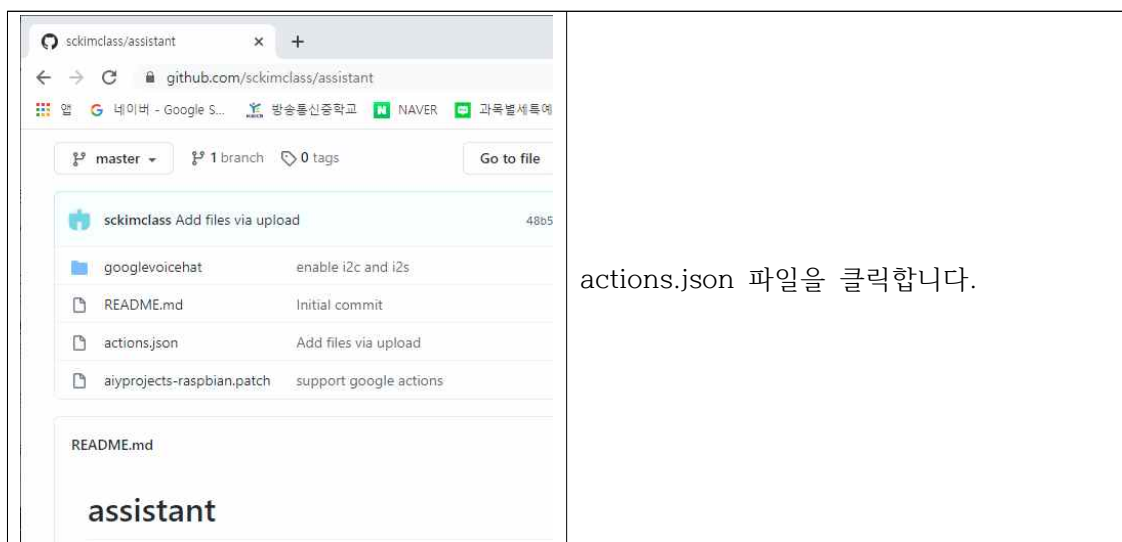 sckimclass/assistant
github.com/sckimclass/assistant
앱 네이버 - Google S... 방송통신중학교 NAVER 과목별세특예
master 1 branch 0 tags Go to file
sckimclass Add files via upload 48b5
googlevoicehat enable i2c and i2s
README.md Initial commit
actions.json Add files via upload
aiyprojects-raspbian.patch support google actions
README.md
assistant
actions.json 파일을 클릭합니다.